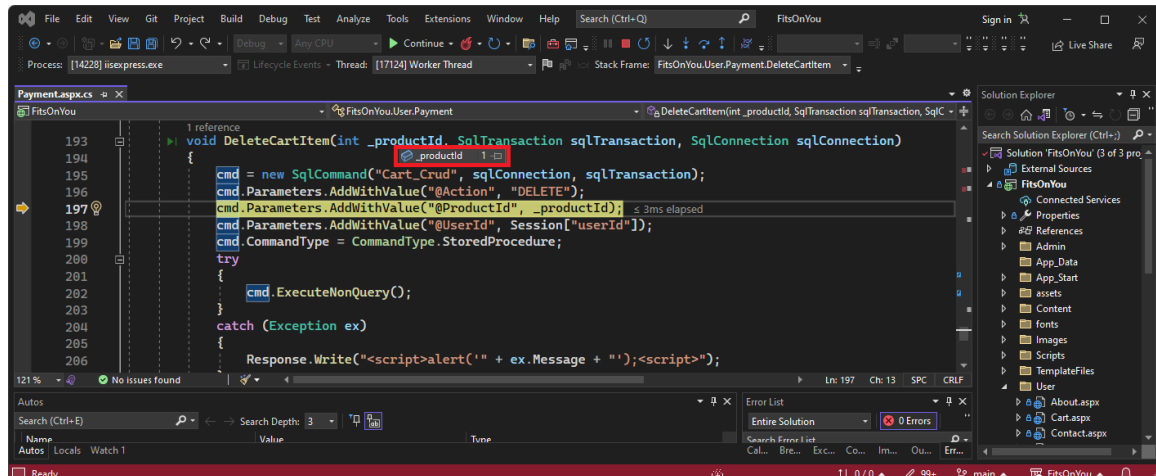 File Edit View Git Project Build Debug Test Analyze Tools Extensions Window Help Search (Ctrl+Q) FitsOnYou Sign in
Debug Any CPU Continue Live Share
Process: [14228] iisexpress.exe Lifecycle Events Thread: [17124] Worker Thread Stack Frame: FitsOnYou.User.Payment.DeleteCartItem
Payment.aspx.cs
FitsOnYou FitsOnYou.User.Payment DeleteCartItem(int _productId, SqlTransaction sqlTransaction, SqlC
1 reference
193 void DeleteCartItem(int _productId, SqlTransaction sqlTransaction, SqlConnection sqlConnection)
_productId 1
194 {
195 cmd = new SqlCommand("Cart_Crud", sqlConnection, sqlTransaction);
196 cmd.Parameters.AddWithValue("@Action", "DELETE");
197 cmd.Parameters.AddWithValue("@ProductId", _productId); ≤ 3ms elapsed
198 cmd.Parameters.AddWithValue("@UserId", Session["userId"]);
199 cmd.CommandType = CommandType.StoredProcedure;
200 try
201 {
202 cmd.ExecuteNonQuery();
203 }
204 catch (Exception ex)
205 {
206 Response.Write("<script>alert('" + ex.Message + "');<script>");
121 % No issues found Ln: 197 Ch: 13 SPC CRLF
Autos
Search (Ctrl+E) Search Depth: 3
Name Value Type
Autos Locals Watch 1
Error List
Entire Solution 0 Errors
Search Error List
Cal... Bre... Exc... Co... Im... Ou... Err...
Solution Explorer
Search Solution Explorer (Ctrl+;)
Solution 'FitsOnYou' (3 of 3 pro
External Sources
FitsOnYou
Connected Services
Properties
References
Admin
App_Data
App_Start
assets
Content
fonts
Images
Scripts
TemplateFiles
User
About.aspx
Cart.aspx
Contact.aspx
Ready 0 / 0 99+ main FitsOnYou